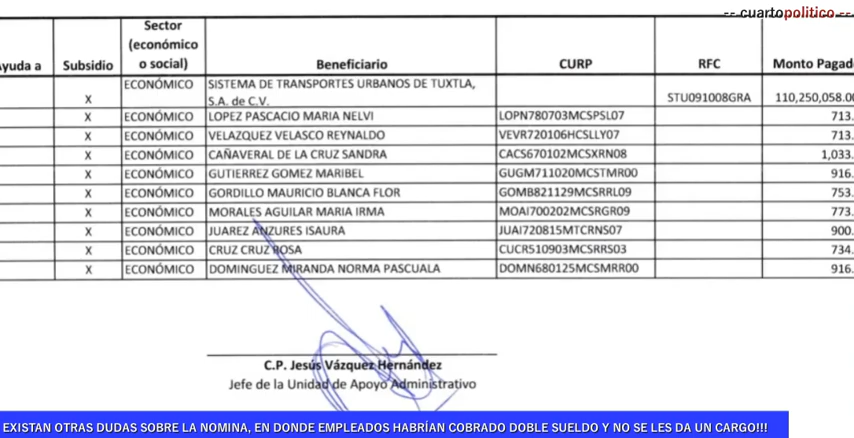 -- cuartopolitico --
Sector
(económico
o social)
Ayuda a Subsidio Beneficiario CURP RFC Monto Pagado
ECONÓMICO SISTEMA DE TRANSPORTES URBANOS DE TUXTLA,
X S.A. de C.V. STU091008GRA 110,250,058.00
X ECONÓMICO LOPEZ PASCACIO MARIA NELVI LOPN780703MCSPSL07 713.
X ECONÓMICO VELAZQUEZ VELASCO REYNALDO VEVR720106HCSLLY07 713.
X ECONÓMICO CAÑAVERAL DE LA CRUZ SANDRA CACS670102MCSXRN08 1,033.
X ECONÓMICO GUTIERREZ GOMEZ MARIBEL GUGM711020MCSTMR00 916.
X ECONÓMICO GORDILLO MAURICIO BLANCA FLOR GOMB821129MCSRRL09 753.
X ECONÓMICO MORALES AGUILAR MARIA IRMA MOAI700202MCSRGR09 773.
X ECONÓMICO JUAREZ ANZURES ISAURA JUAI720815MTCRNS07 900.
X ECONÓMICO CRUZ CRUZ ROSA CUCR510903MCSRRS03 734.
X ECONÓMICO DOMINGUEZ MIRANDA NORMA PASCUALA DOMN680125MCSMRR00 916.
C.P. Jesús Vázquez Hernández
Jefe de la Unidad de Apoyo Administrativo
EXISTAN OTRAS DUDAS SOBRE LA NOMINA, EN DONDE EMPLEADOS HABRÍAN COBRADO DOBLE SUELDO Y NO SE LES DA UN CARGO!!!